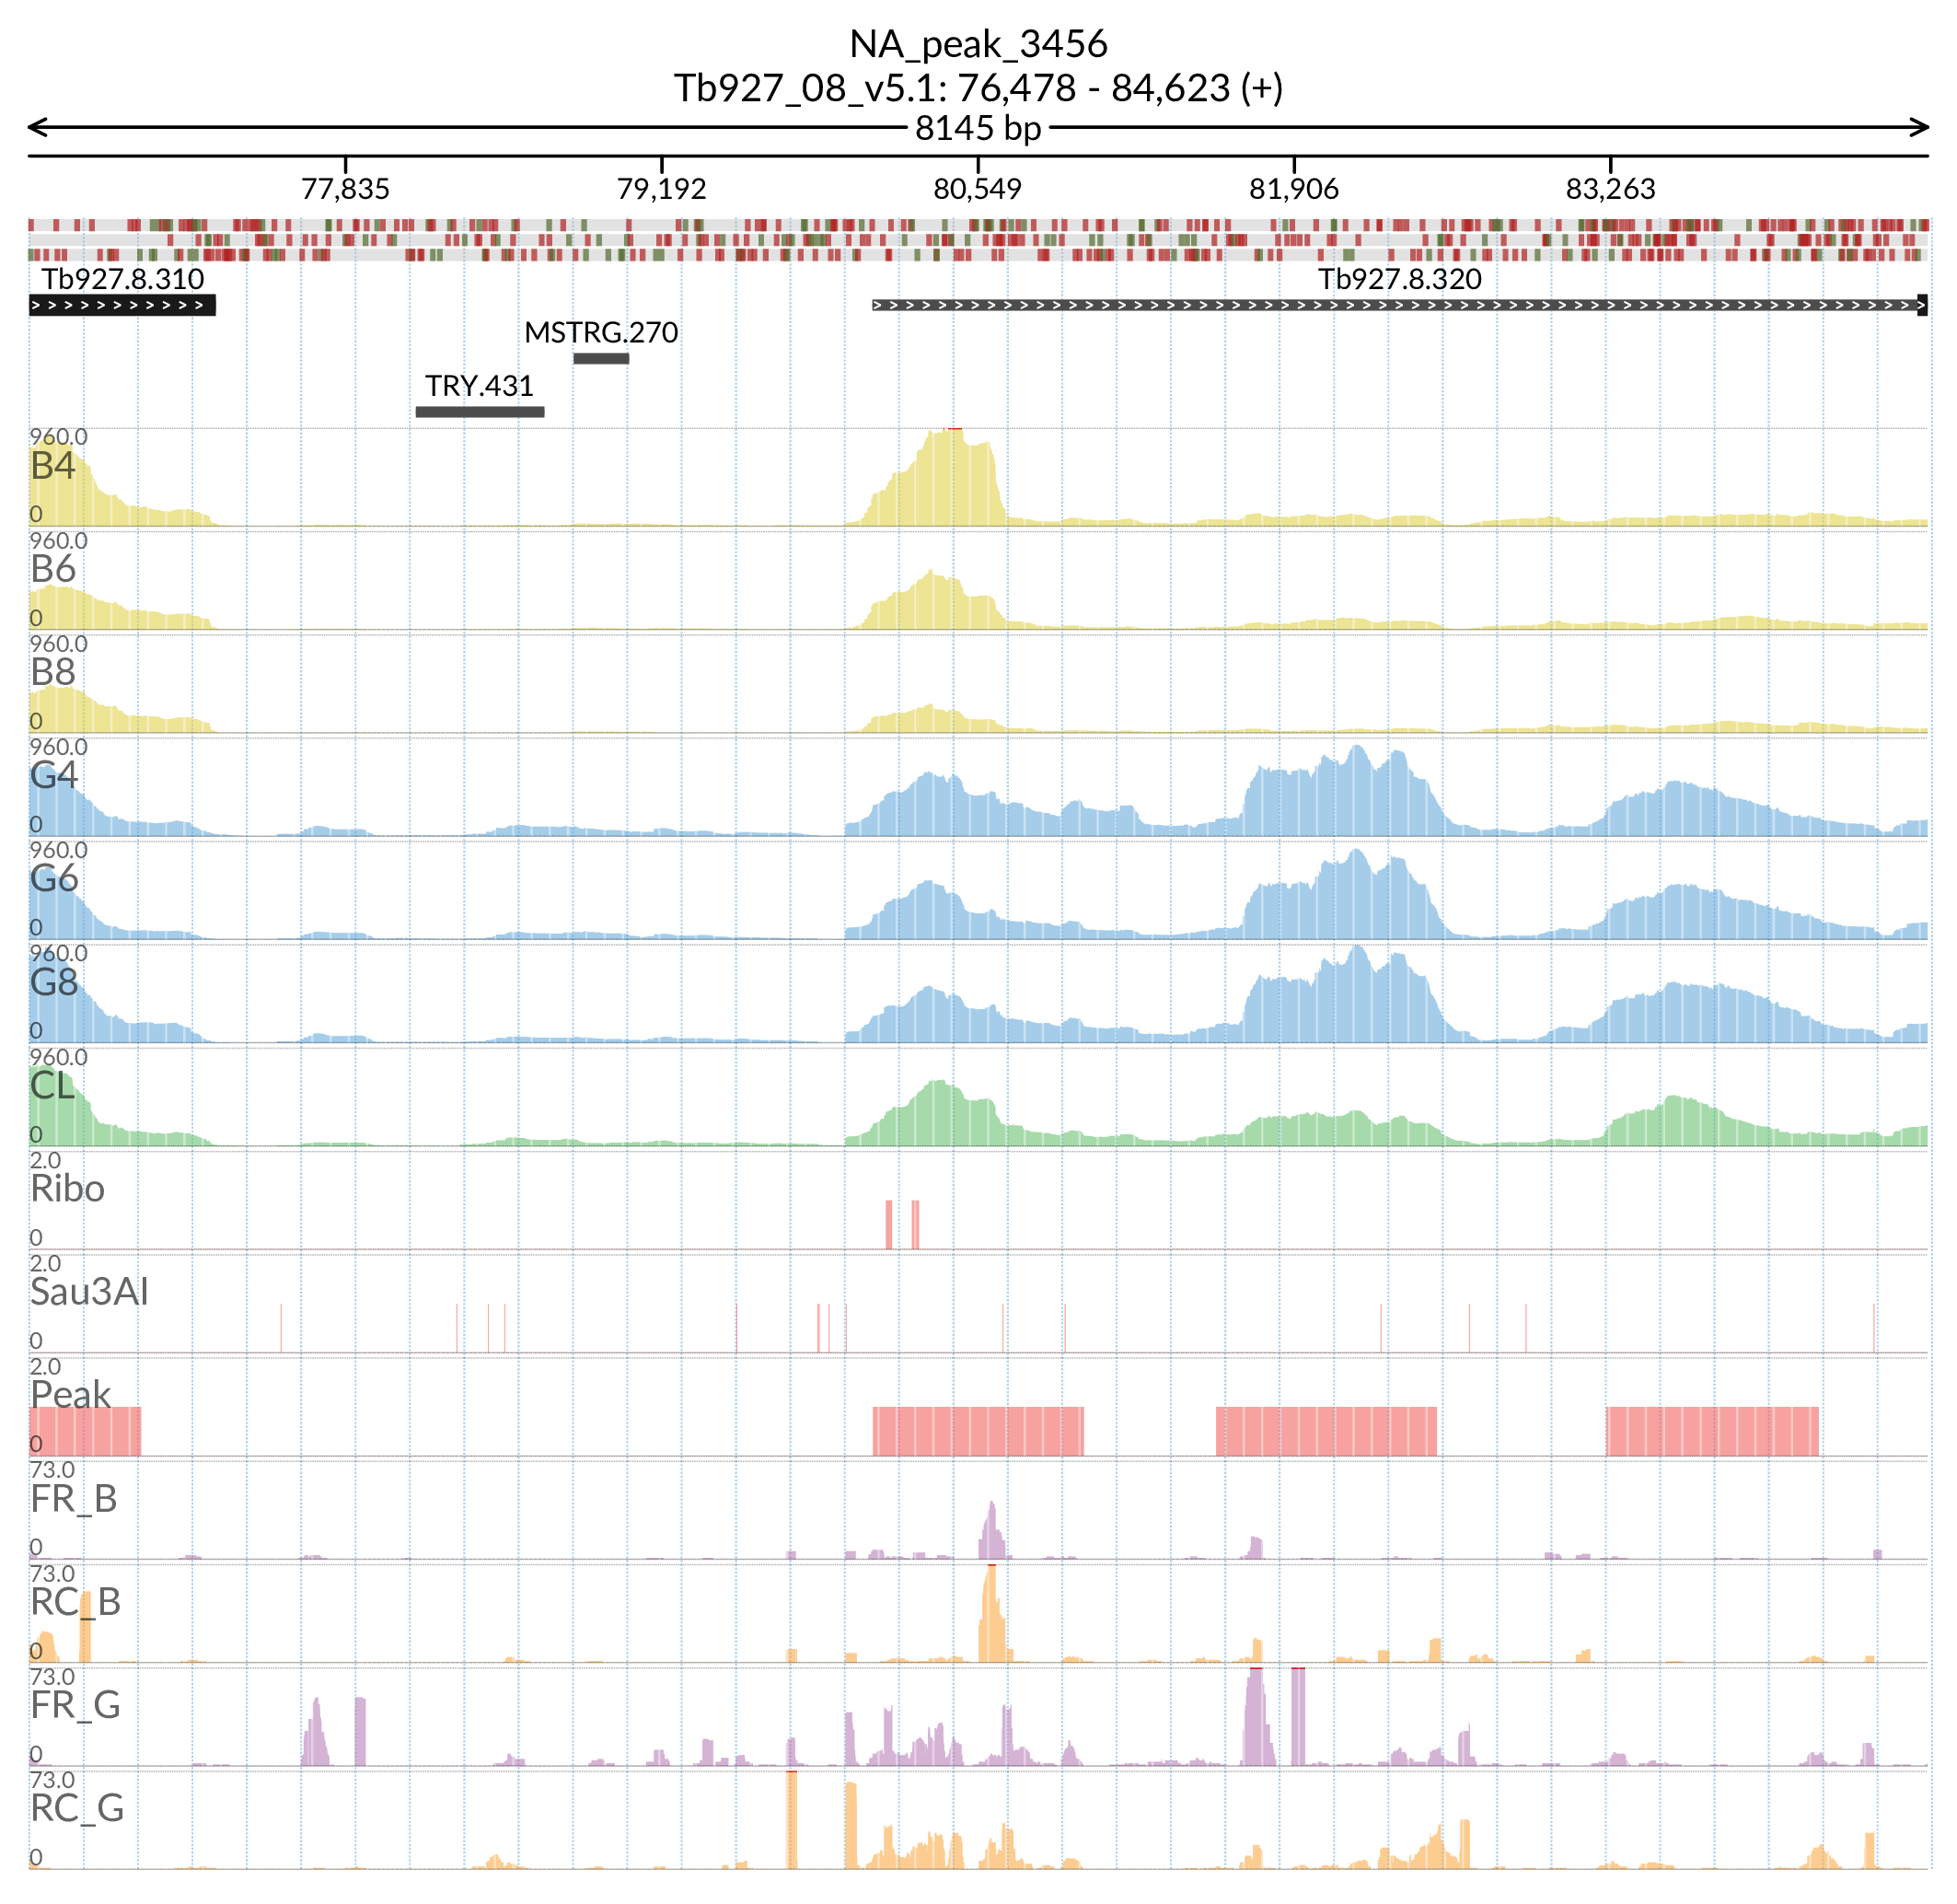 NA_peak_3456
Tb927_08_v5.1: 76,478 - 84,623 (+)
8145 bp
77,835 79,192 80,549 81,906 83,263
Tb927.8.310 Tb927.8.320
MSTRG.270
TRY.431
960.0
B4
0
960.0
B6
0
960.0
B8
0
960.0
G4
0
960.0
G6
0
960.0
G8
0
960.0
CL
0
2.0
Ribo
0
2.0
Sau3AI
0
2.0
Peak
0
73.0
FR_B
0
73.0
RC_B
0
73.0
FR_G
0
73.0
RC_G
0